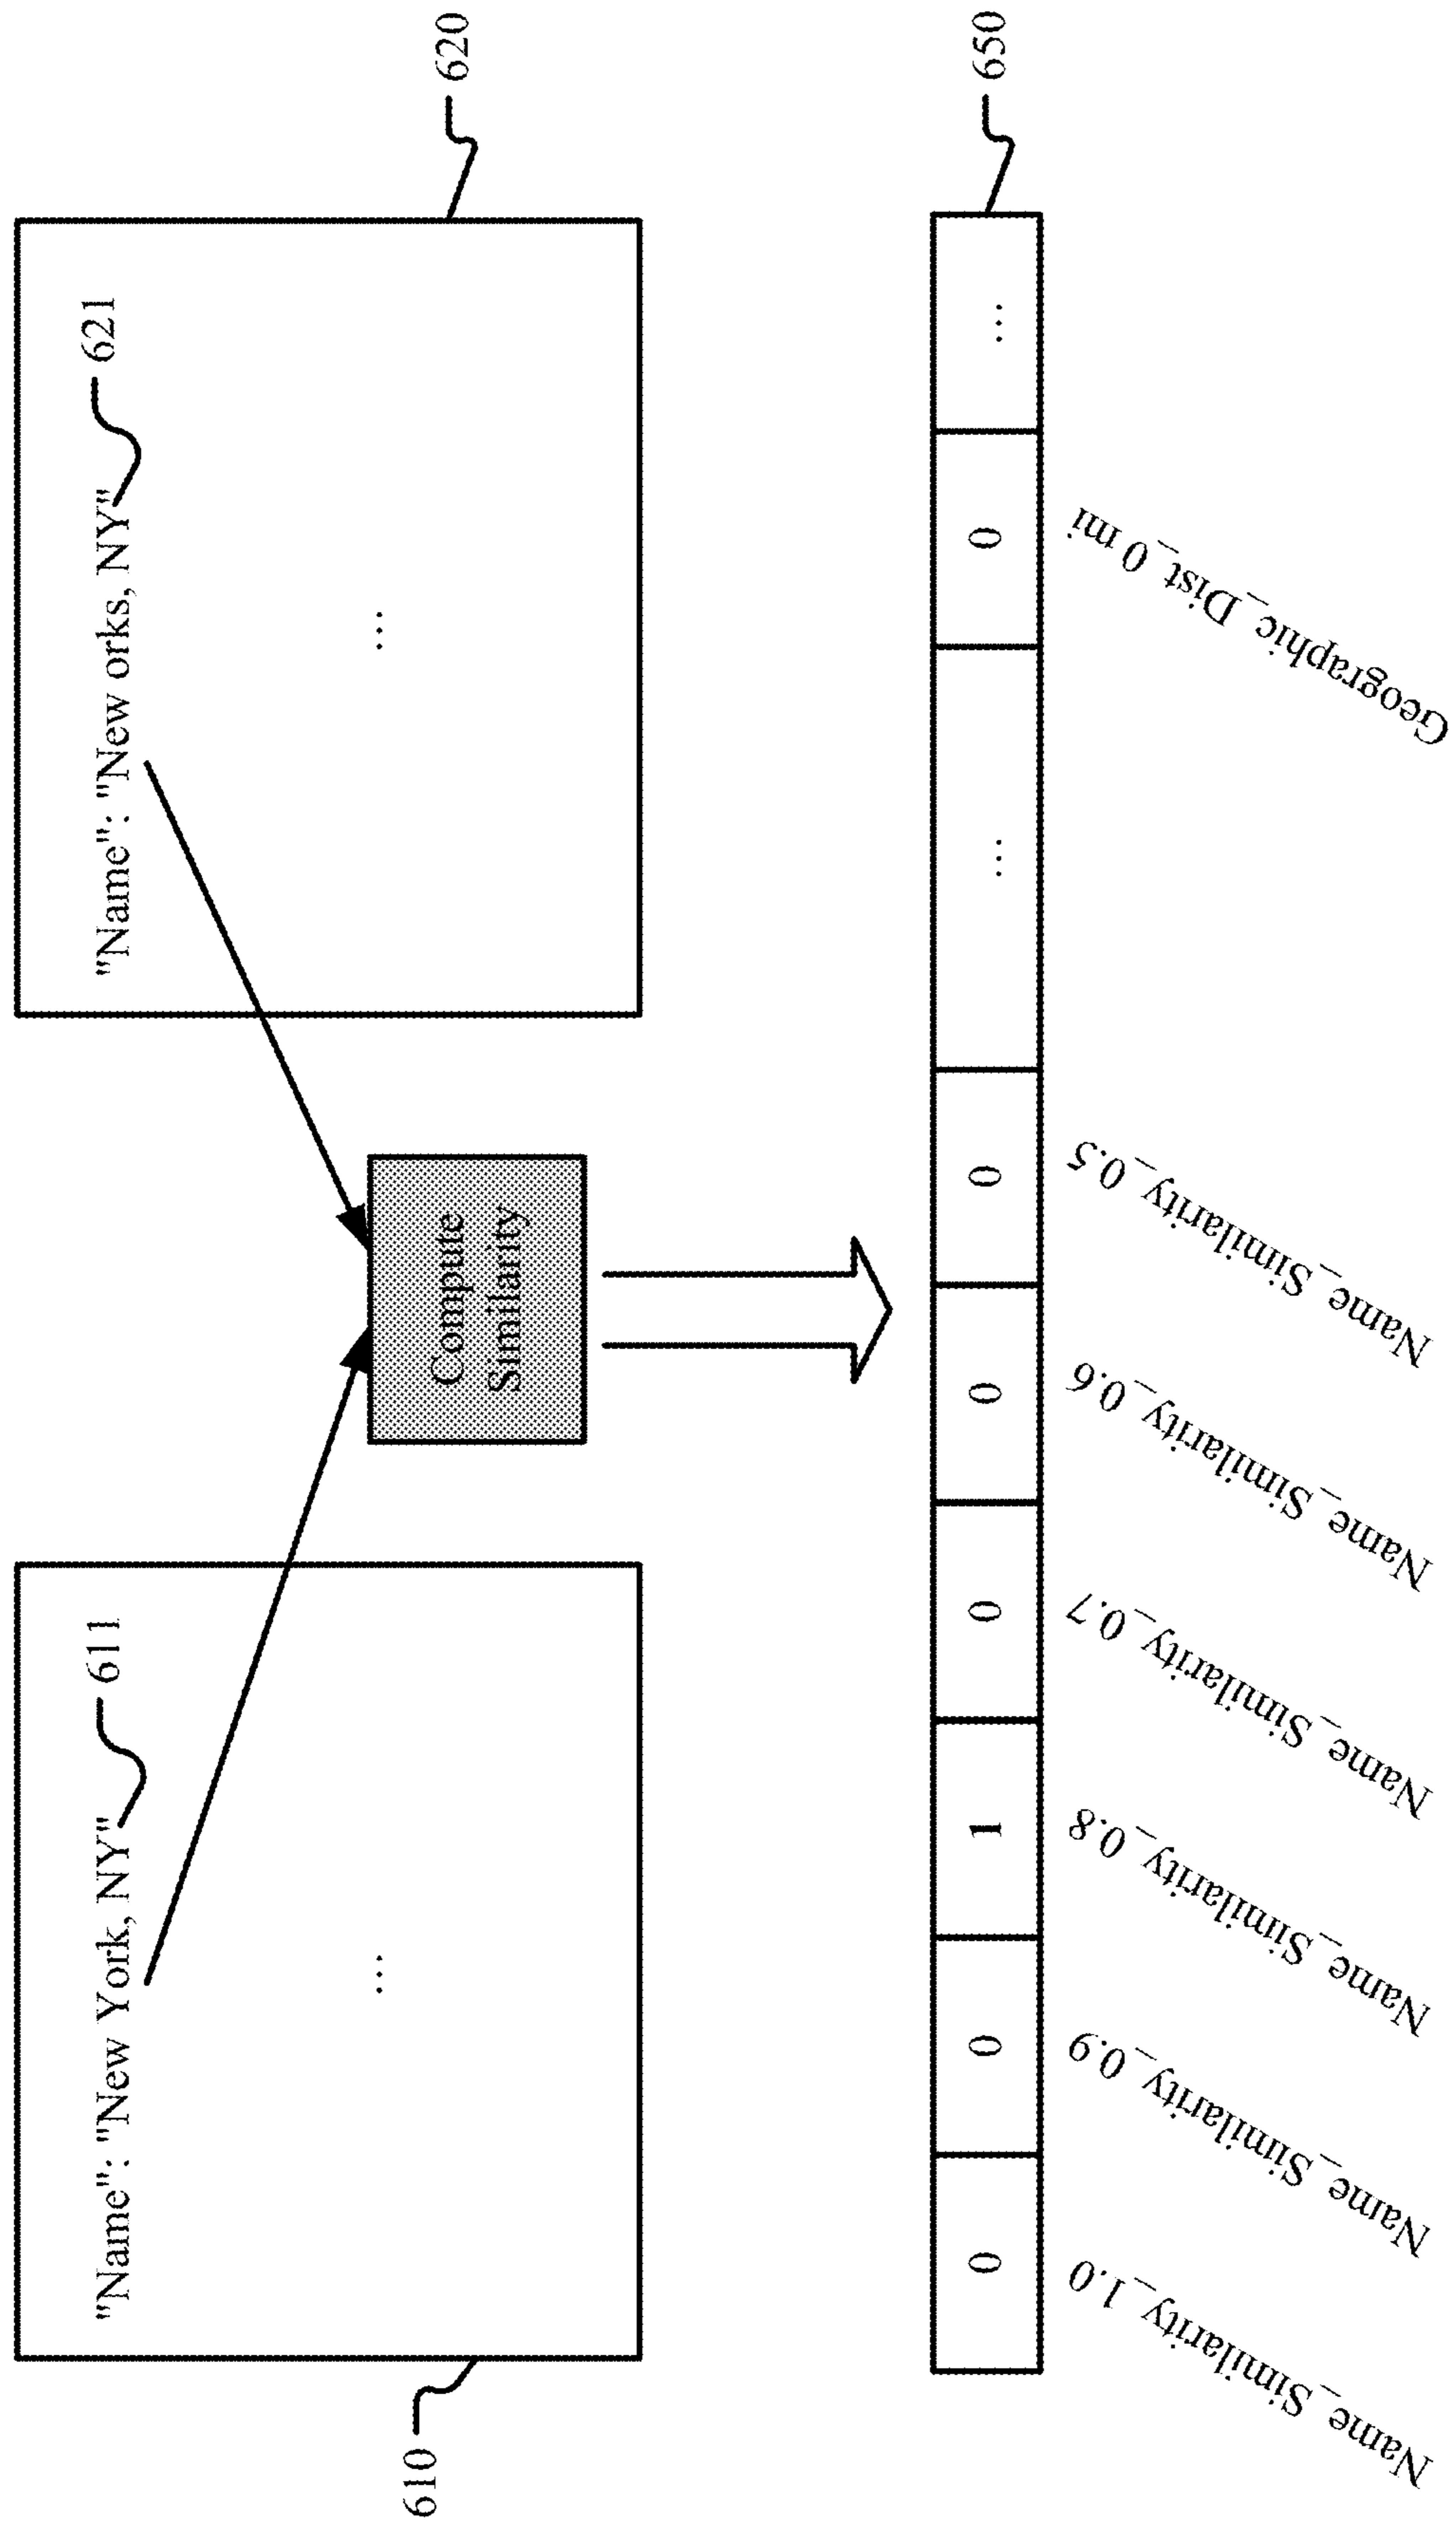 "Name": "New York, NY"
611
610
...
"Name": "New orks, NY"
621
620
...
Compute
Similarity
0
0
1
0
0
0
...
0
...
650
Name_Similarity_1.0
Name_Similarity_0.9
Name_Similarity_0.8
Name_Similarity_0.7
Name_Similarity_0.6
Name_Similarity_0.5
Geographic_Dist_0 mi